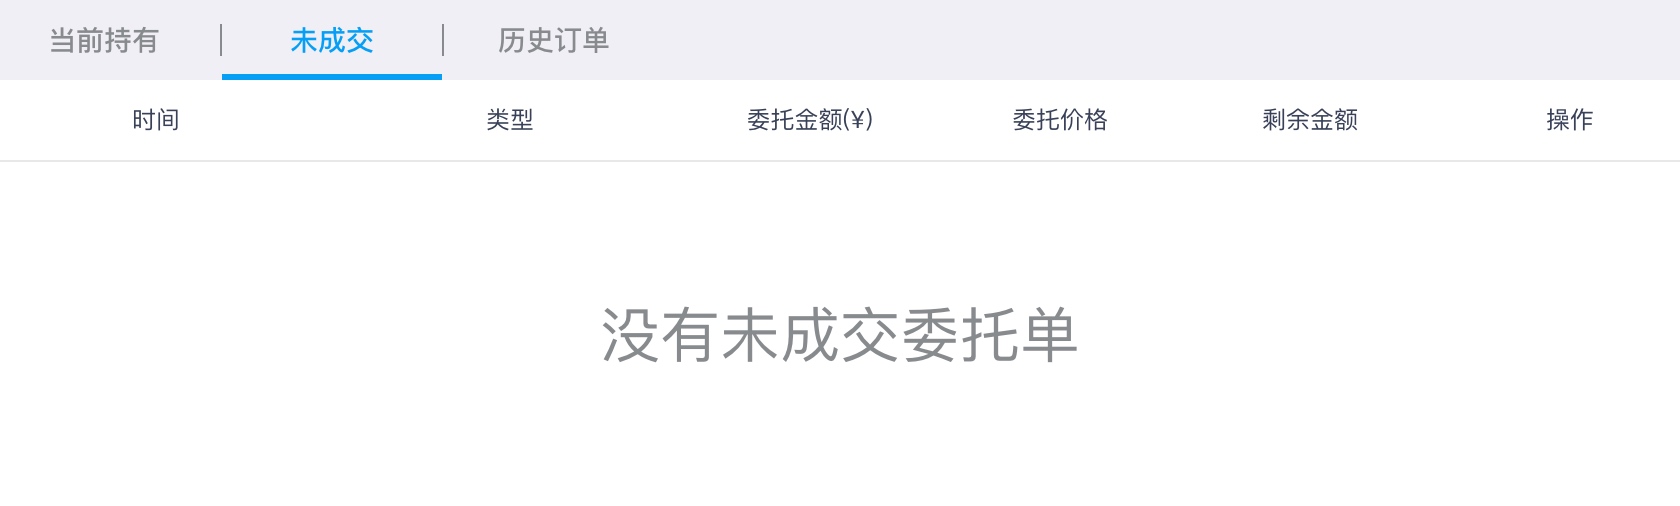 当前持有 未成交 历史订单
时间 类型 委托金额(¥) 委托价格 剩余金额 操作
没有未成交委托单